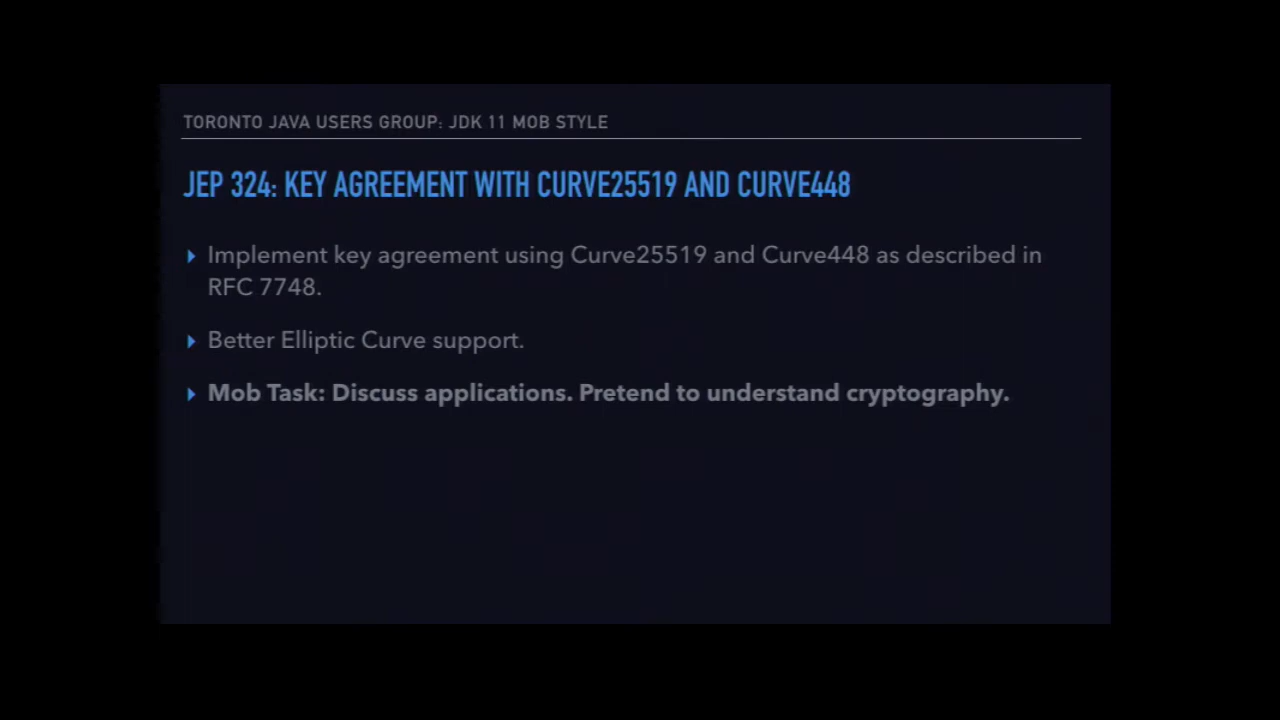 TORONTO JAVA USERS GROUP: JDK 11 MOB STYLE
JEP 324: KEY AGREEMENT WITH CURVE25519 AND CURVE448
Implement key agreement using Curve25519 and Curve448 as described in
RFC 7748.
Better Elliptic Curve support.
Mob Task: Discuss applications. Pretend to understand cryptography.